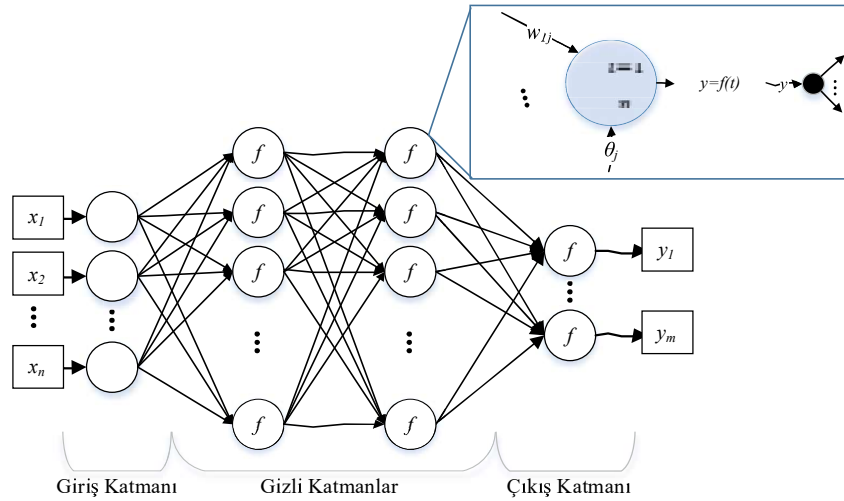 w1j
y=f(t)
y
θj
f f
x1 f f
f y1
x2 f f
f ym
xn
f f
Giriş Katmanı Gizli Katmanlar Çıkış Katmanı